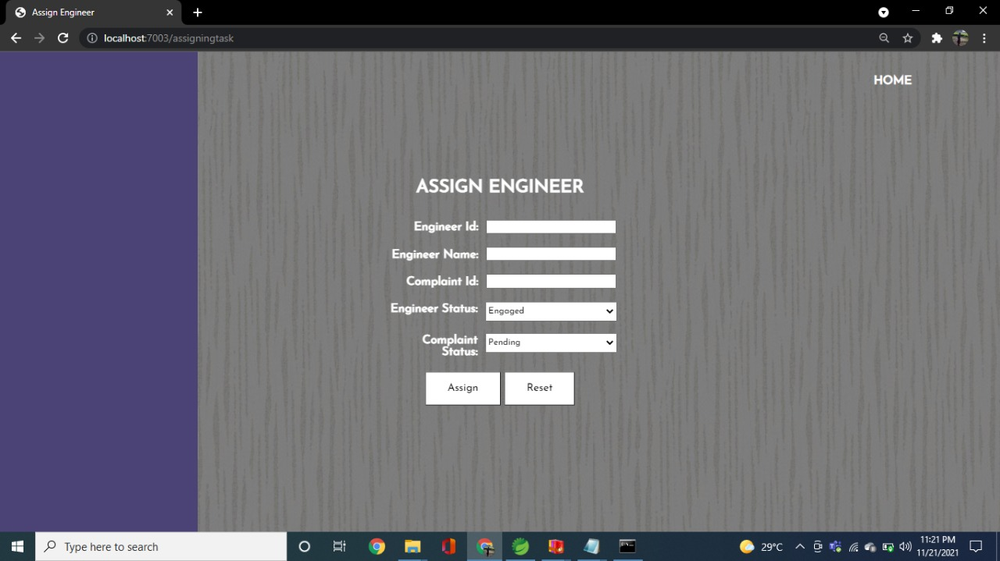 Assign Engineer
localhost:7003/assigningtask
HOME
ASSIGN ENGINEER
Engineer Id:
Engineer Name:
Complaint Id:
Engineer Status: Engaged
Complaint Status: Pending
Assign Reset
Type here to search
29°C
11:21 PM
11/21/2021